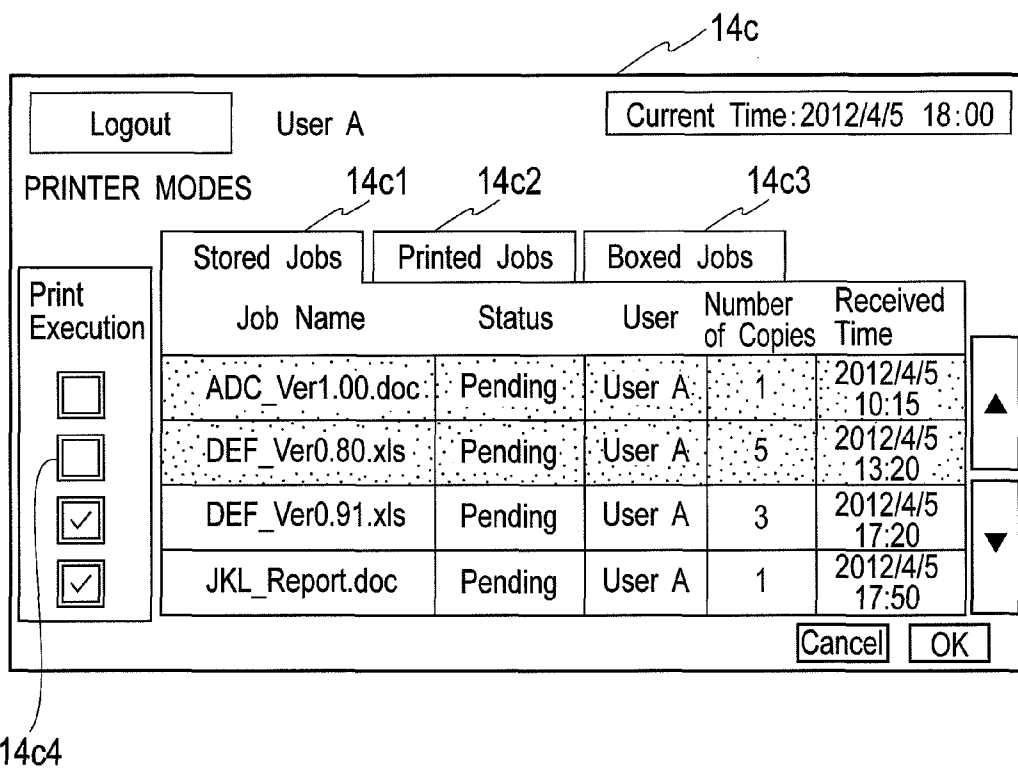 14c
Logout User A Current Time:2012/4/5 18:00
PRINTER MODES 14c1 14c2 14c3
Stored Jobs Printed Jobs Boxed Jobs
Print
Execution
Job Name Status User Number
of Copies Received
Time
ADC_Ver1.00.doc Pending User A 1 2012/4/5
10:15
DEF_Ver0.80.xls Pending User A 5 2012/4/5
13:20
DEF_Ver0.91.xls Pending User A 3 2012/4/5
17:20
JKL_Report.doc Pending User A 1 2012/4/5
17:50
Cancel OK
14c4